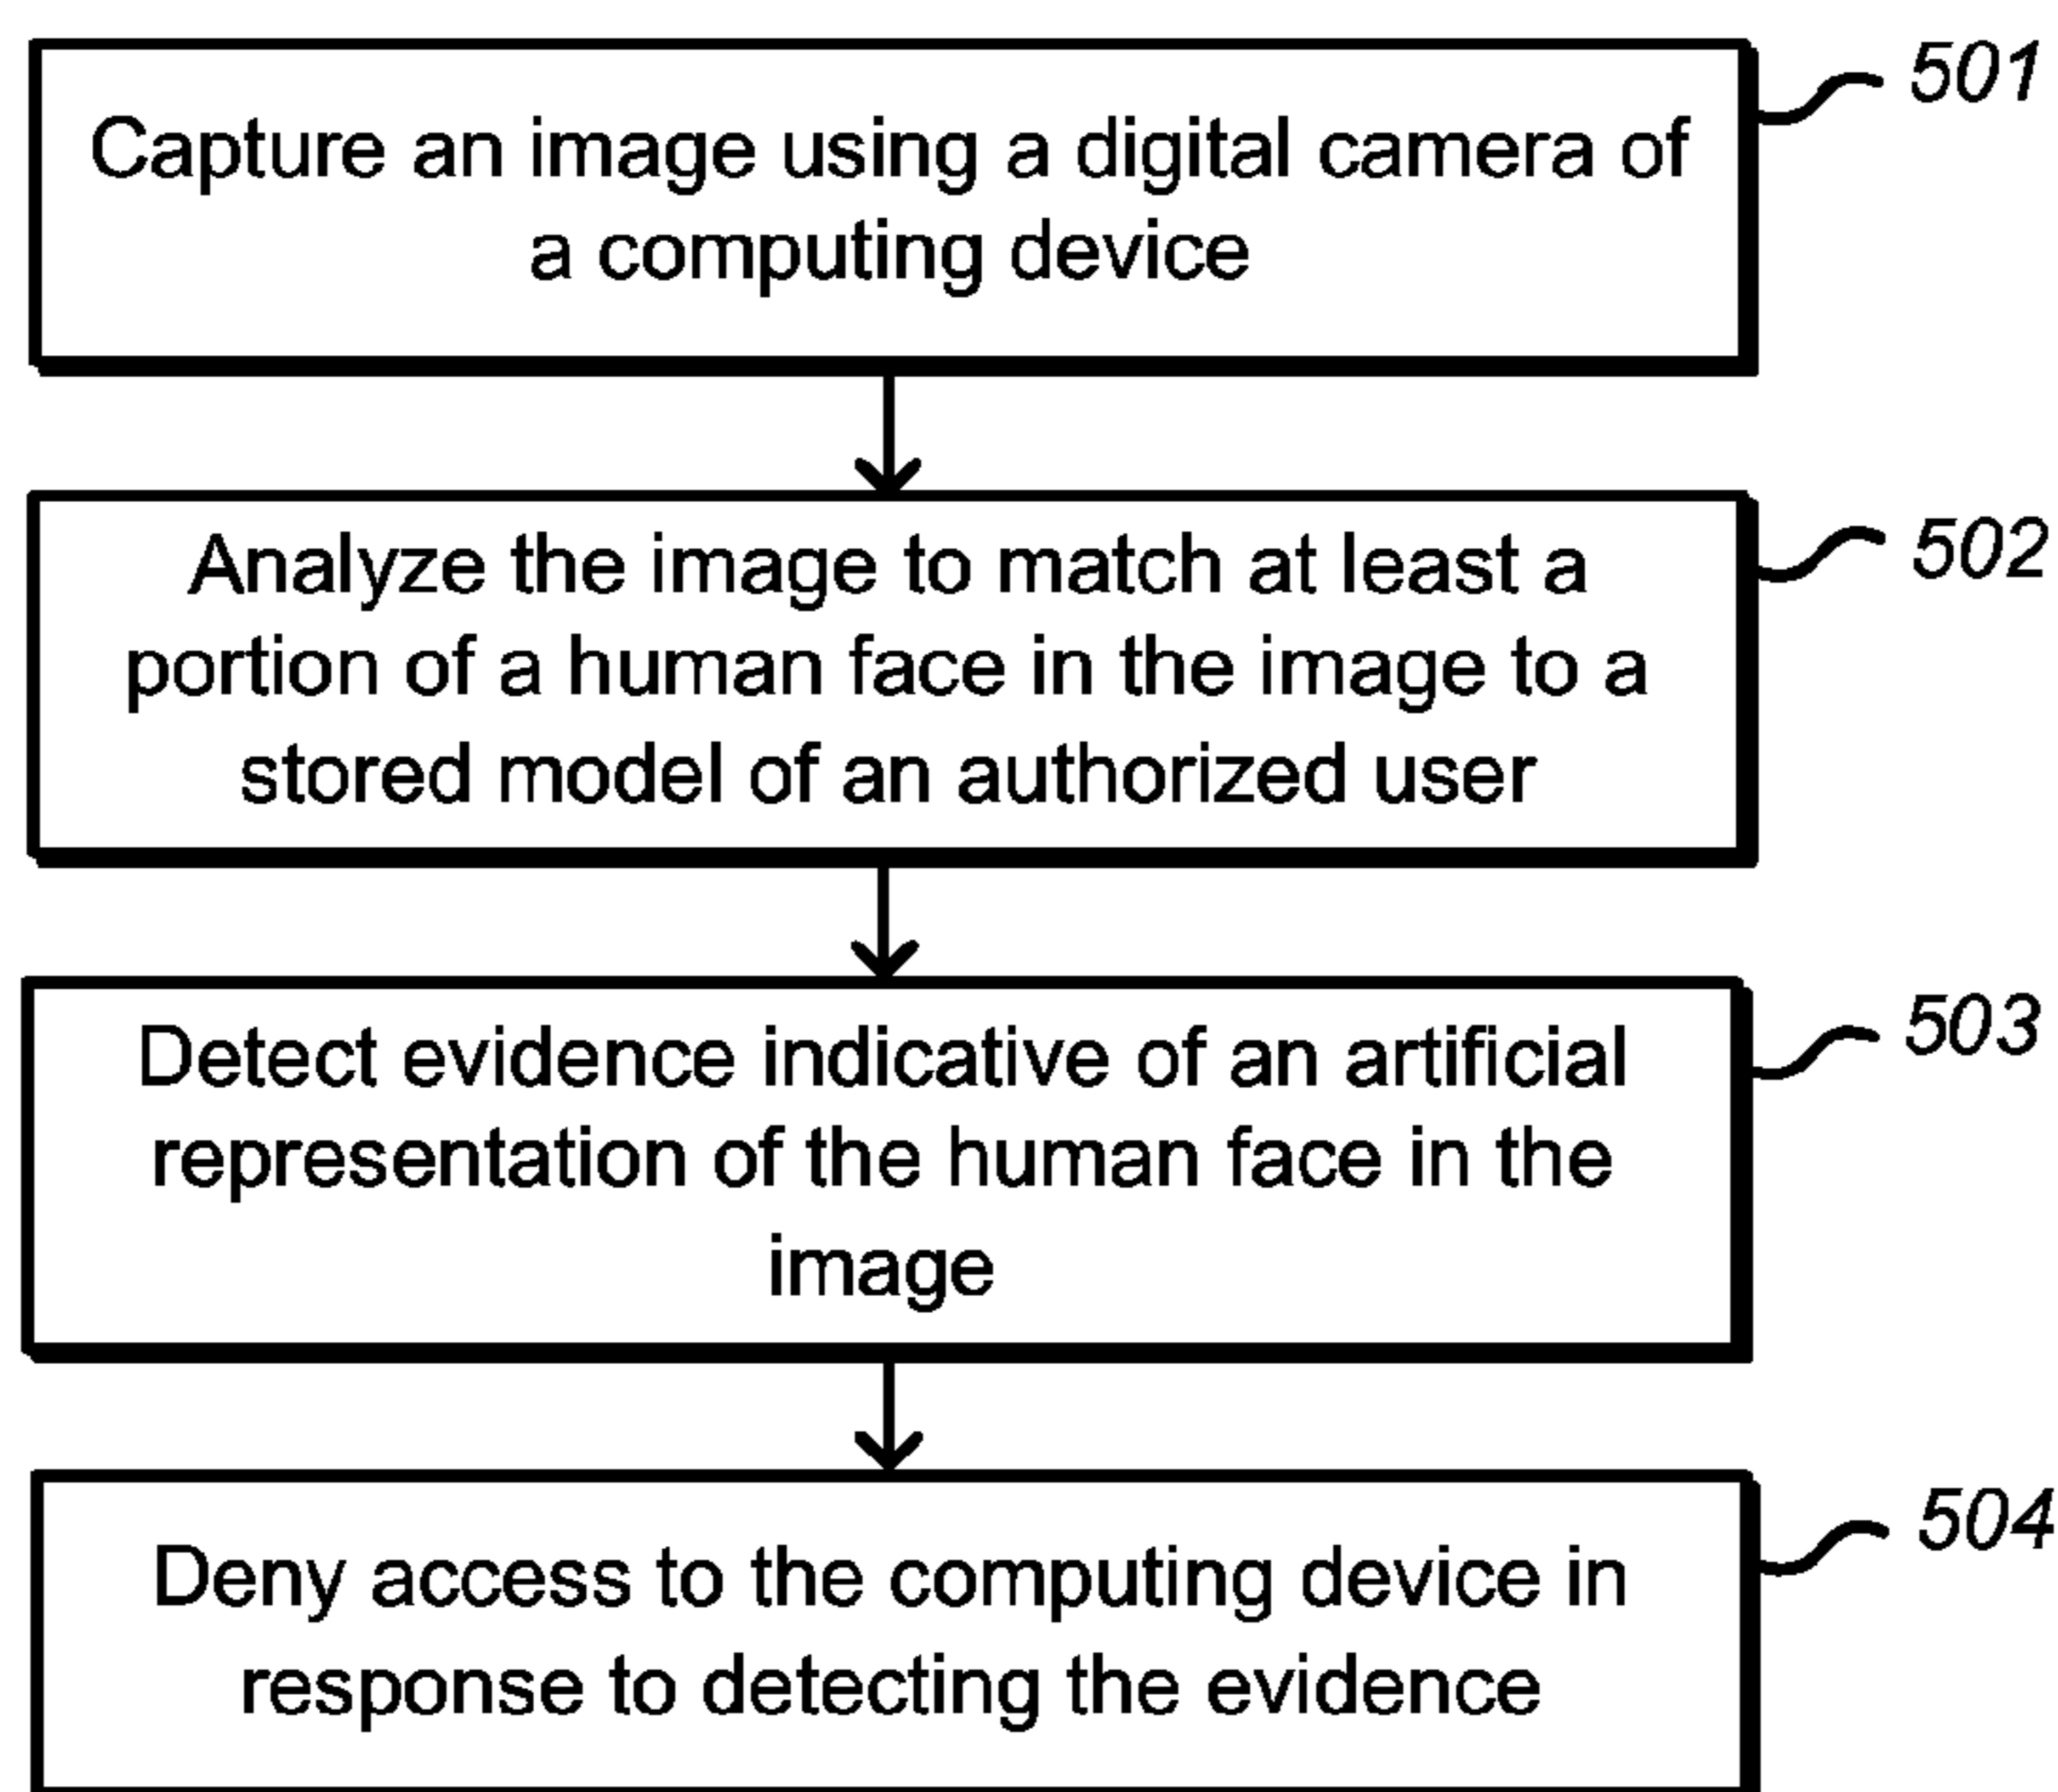 501
Capture an image using a digital camera of
a computing device
502
Analyze the image to match at least a
portion of a human face in the image to a
stored model of an authorized user
503
Detect evidence indicative of an artificial
representation of the human face in the
image
504
Deny access to the computing device in
response to detecting the evidence